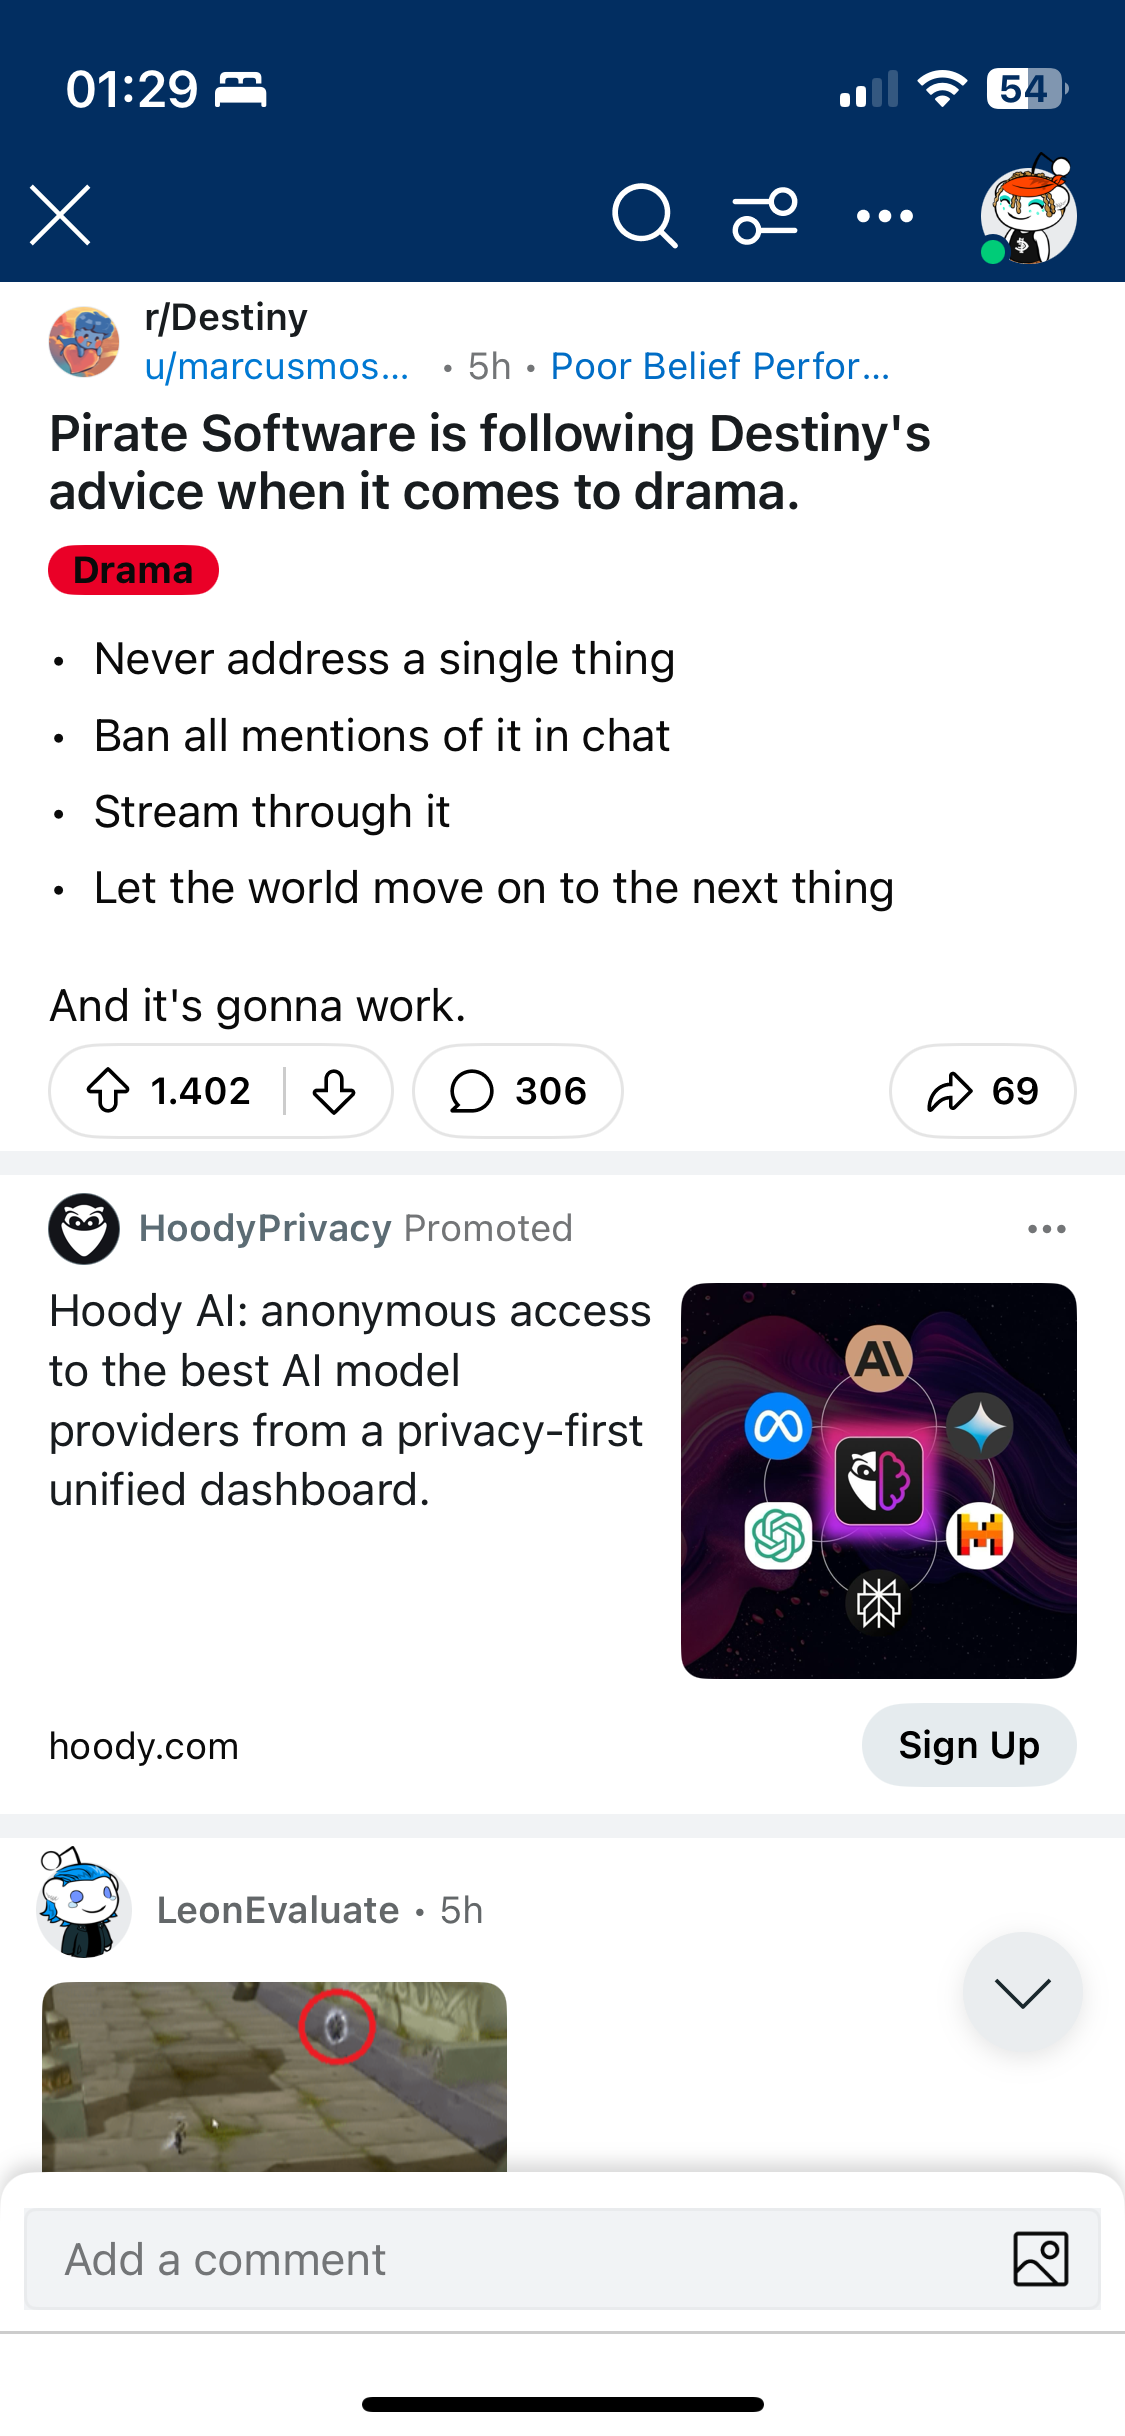 01:29
54
r/Destiny
u/marcusmos... • 5h • Poor Belief Perfor...
Pirate Software is following Destiny's
advice when it comes to drama.
Drama
• Never address a single thing
• Ban all mentions of it in chat
• Stream through it
• Let the world move on to the next thing
And it's gonna work.
1.402
306
69
HoodyPrivacy Promoted
Hoody AI: anonymous access
to the best AI model
providers from a privacy-first
unified dashboard.
AI
hoody.com
Sign Up
LeonEvaluate • 5h
Add a comment